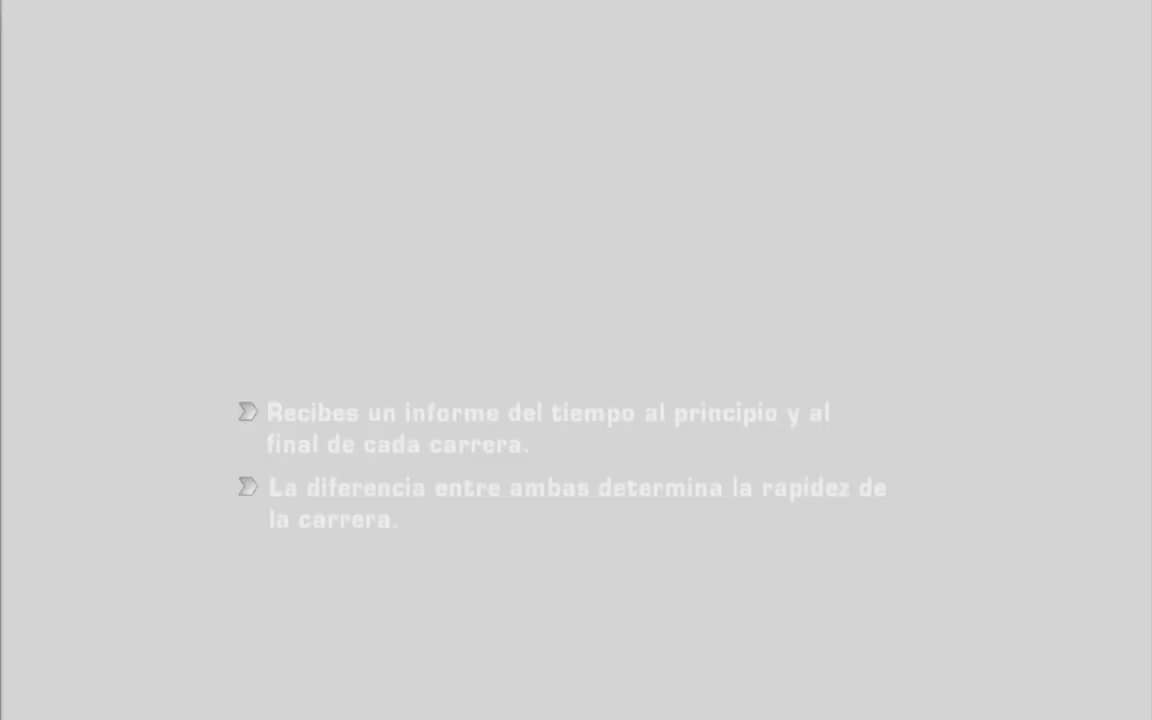 Recibes un informe del tiempo al principio y al
final de cada carrera.
La diferencia entre ambas determina la rapidez de
la carrera.